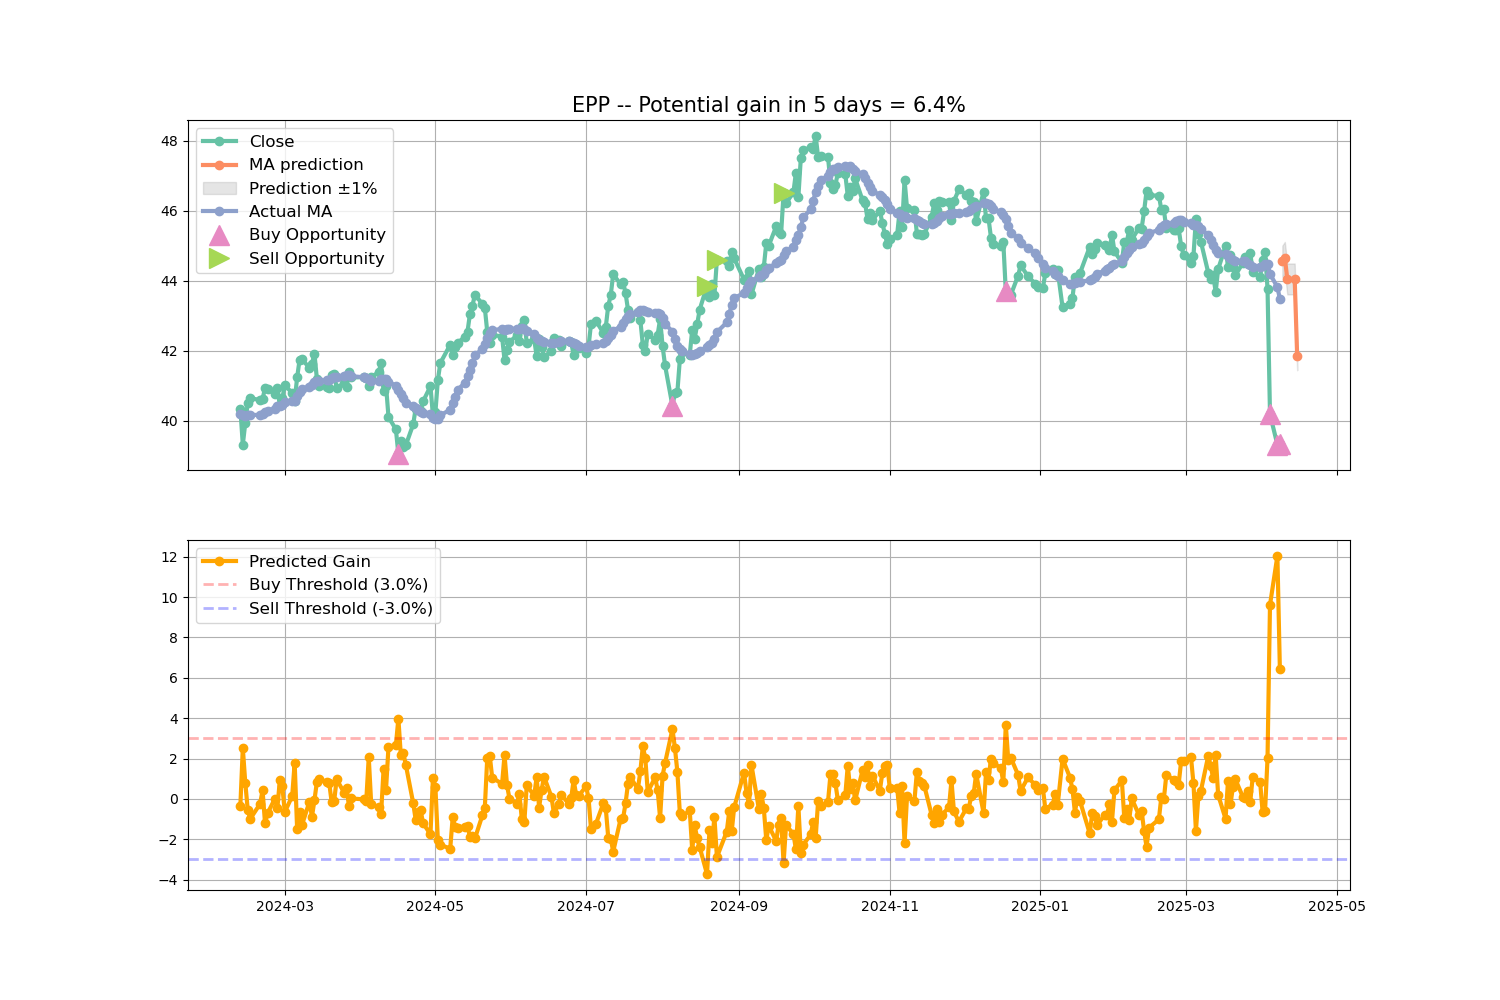 EPP -- Potential gain in 5 days = 6.4%
48
46
44
42
40
Close
MA prediction
Prediction ±1%
Actual MA
Buy Opportunity
Sell Opportunity
12
10
8
6
4
2
0
−2
−4
Predicted Gain
Buy Threshold (3.0%)
Sell Threshold (-3.0%)
2024-03 2024-05 2024-07 2024-09 2024-11 2025-01 2025-03 2025-05